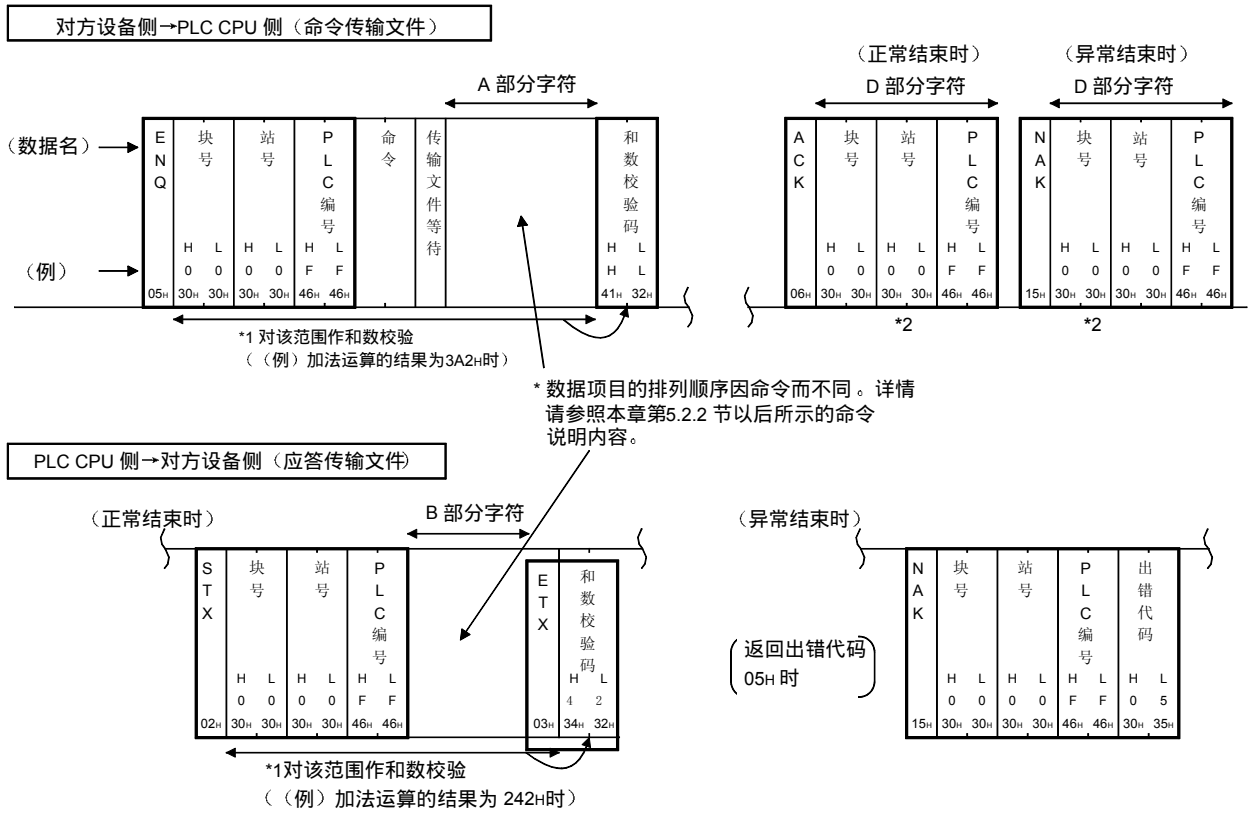 对方设备侧→PLC CPU 侧（命令传输文件）
（正常结束时） （异常结束时）
A 部分字符 D 部分字符 D 部分字符
（数据名）
ENQ 块号 站号 PLC编号 命令 传输文件等待 和数校验码 ACK 块号 站号 PLC编号 NAK 块号 站号 PLC编号
H L H L H L H L H L H L H L H L H L H L
（例） 0 0 0 0 F F H L 0 0 0 0 F F 0 0 0 0 F F
05H 30H 30H 30H 30H 46H 46H 41H 32H 06H 30H 30H 30H 30H 46H 46H 15H 30H 30H 30H 30H 46H 46H
*2 *2
*1 对该范围作和数校验
（（例）加法运算的结果为3A2H时）
* 数据项目的排列顺序因命令而不同。详情
请参照本章第5.2.2 节以后所示的命令
说明内容。
PLC CPU 侧→对方设备侧（应答传输文件）
（正常结束时） B 部分字符 （异常结束时）
STX 块号 站号 PLC编号 ETX 和数校验码 NAK 块号 站号 PLC编号 出错代码
返回出错代码
05H 时
H L H L H L H L H L H L H L H L
0 0 0 0 F F 4 2 0 0 0 0 F F 0 5
02H 30H 30H 30H 30H 46H 46H 03H 34H 32H 15H 30H 30H 30H 30H 46H 46H 30H 35H
*1对该范围作和数校验
（（例）加法运算的结果为 242H时）